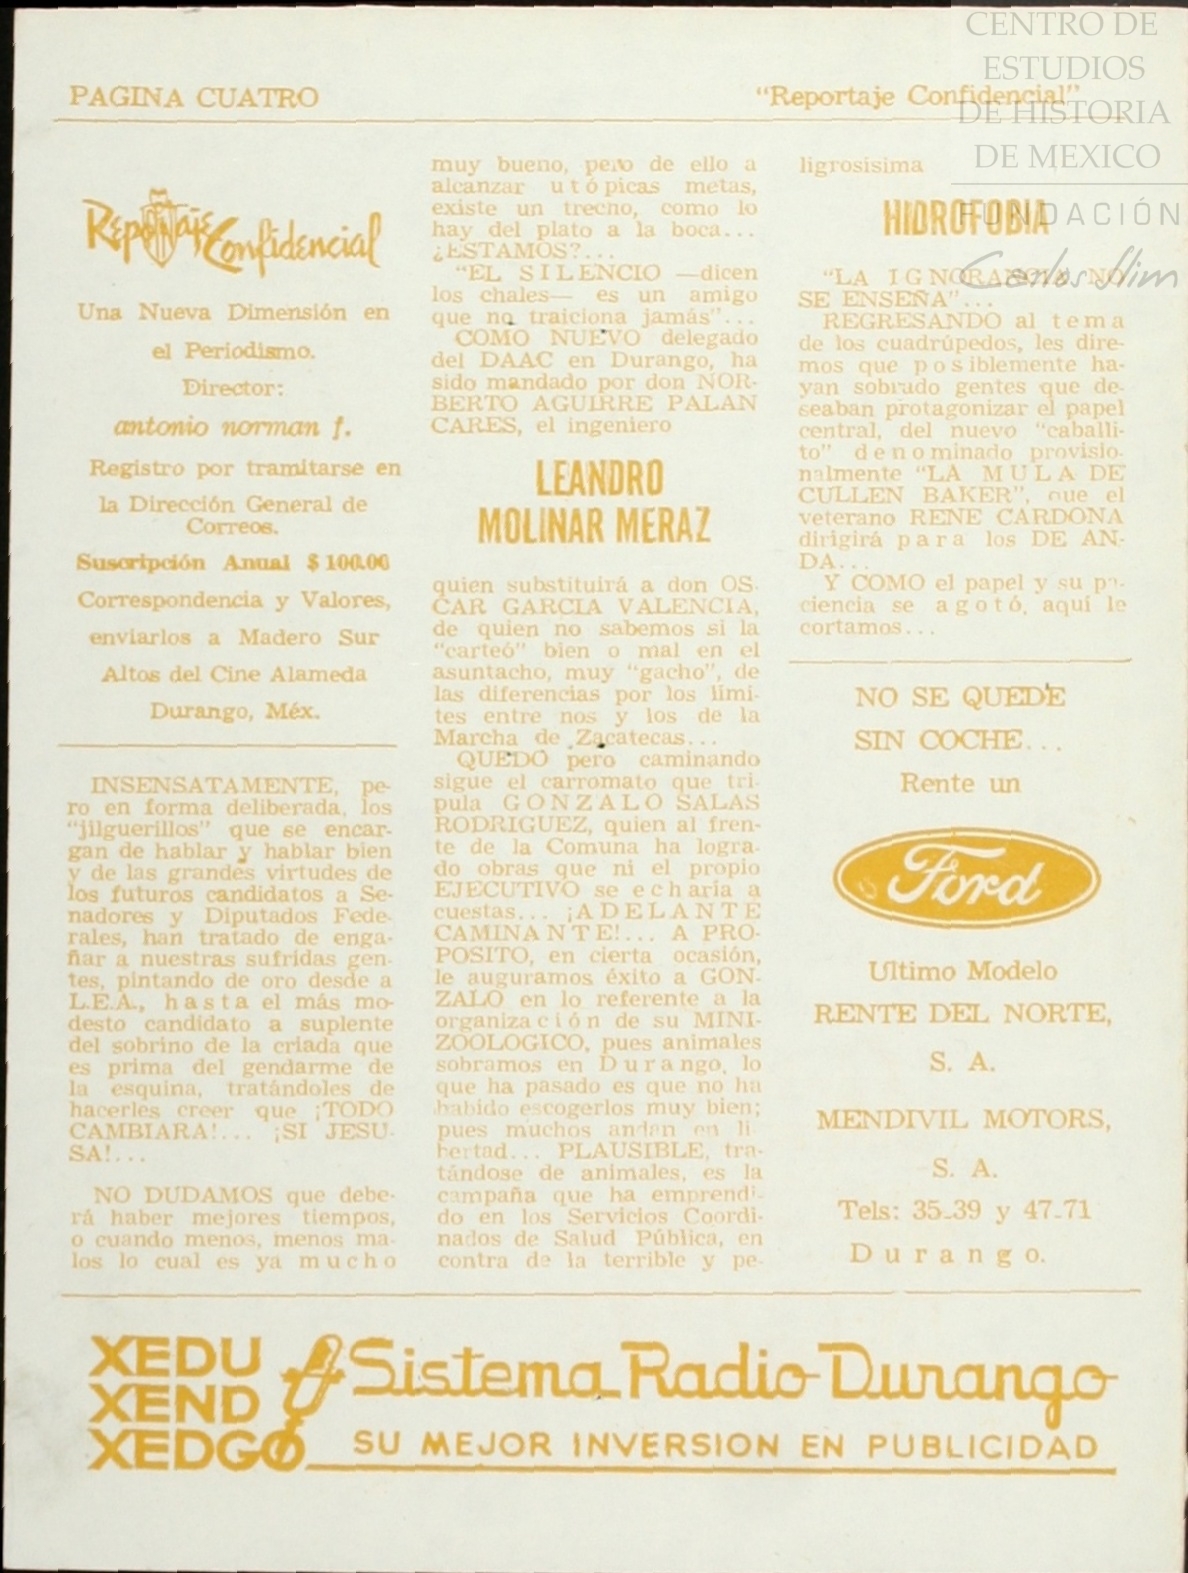 CENTRO DE
ESTUDIOS
DE HISTORIA
DE MEXICO
FUNDACIÓN
Carlos Slim
PAGINA CUATRO
"Reportaje Confidencial"
Reportaje Confidencial
Una Nueva Dimensión en
el Periodismo.
Director:
antonio norman f.
Registro por tramitarse en
la Dirección General de
Correos.
Suscripción Anual $ 100.00
Correspondencia y Valores,
enviarlos a Madero Sur
Altos del Cine Alameda
Durango, Méx.
INSENSATAMENTE, pe-
ro en forma deliberada, los
"jilguerillos" que se encar-
gan de hablar y hablar bien
y de las grandes virtudes de
los futuros candidatos a Se-
nadores y Diputados Fede-
rales, han tratado de enga-
ñar a nuestras sufridas gen-
tes, pintando de oro desde a
L.E.A., hasta el más mo-
desto candidato a suplente
del sobrino de la criada que
es prima del gendarme de
la esquina, tratándoles de
hacerles creer que ¡TODO
CAMBIARA!... ¡SI JESU-
SA!...
NO DUDAMOS que debe-
rá haber mejores tiempos,
o cuando menos, menos ma-
los lo cual es ya mucho
muy bueno, pero de ello a
alcanzar utópicas metas,
existe un trecho, como lo
hay del plato a la boca...
¿ESTAMOS?...
"EL SILENCIO —dicen
los chales— es un amigo
que no traiciona jamás"...
COMO NUEVO delegado
del DAAC en Durango, ha
sido mandado por don NOR-
BERTO AGUIRRE PALAN
CARES, el ingeniero
LEANDRO
MOLINAR MERAZ
quien substituirá a don OS-
CAR GARCIA VALENCIA,
de quien no sabemos si la
"carteó" bien o mal en el
asuntacho, muy "gacho", de
las diferencias por los lími-
tes entre nos y los de la
Marcha de Zacatecas...
QUEDO pero caminando
sigue el carromato que tri-
pula GONZALO SALAS
RODRIGUEZ, quien al fren-
te de la Comuna ha logra-
do obras que ni el propio
EJECUTIVO se echaría a
cuestas... ¡ADELANTE
CAMINANTE!... A PRO-
POSITO, en cierta ocasión,
le auguramos éxito a GON-
ZALO en lo referente a la
organización de su MINI-
ZOOLOGICO, pues animales
sobramos en Durango, lo
que ha pasado es que no ha
habido escogerlos muy bien;
pues muchos andan en li
bertad... PLAUSIBLE, tra-
tándose de animales, es la
campaña que ha emprendi-
do en los Servicios Coordi-
nados de Salud Pública, en
contra de la terrible y pe-
ligrosisima
HIDROFOBIA
"LA IGNORANCIA NO
SE ENSEÑA"...
REGRESANDO al tema
de los cuadrúpedos, les dire-
mos que posiblemente ha-
yan sobrado gentes que de-
seaban protagonizar el papel
central, del nuevo "caballi-
to" denominado provisio-
nalmente "LA MULA DE
CULLEN BAKER", que el
veterano RENE CARDONA
dirigirá para los DE AN-
DA...
Y COMO el papel y su pa-
ciencia se agotó, aquí le
cortamos...
NO SE QUEDE
SIN COCHE...
Rente un
Ford
Ultimo Modelo
RENTE DEL NORTE,
S. A.
MENDIVIL MOTORS,
S. A.
Tels: 35-39 y 47-71
Durango.
XEDU
XEND
XEDGO
Sistema Radio Durango
SU MEJOR INVERSION EN PUBLICIDAD